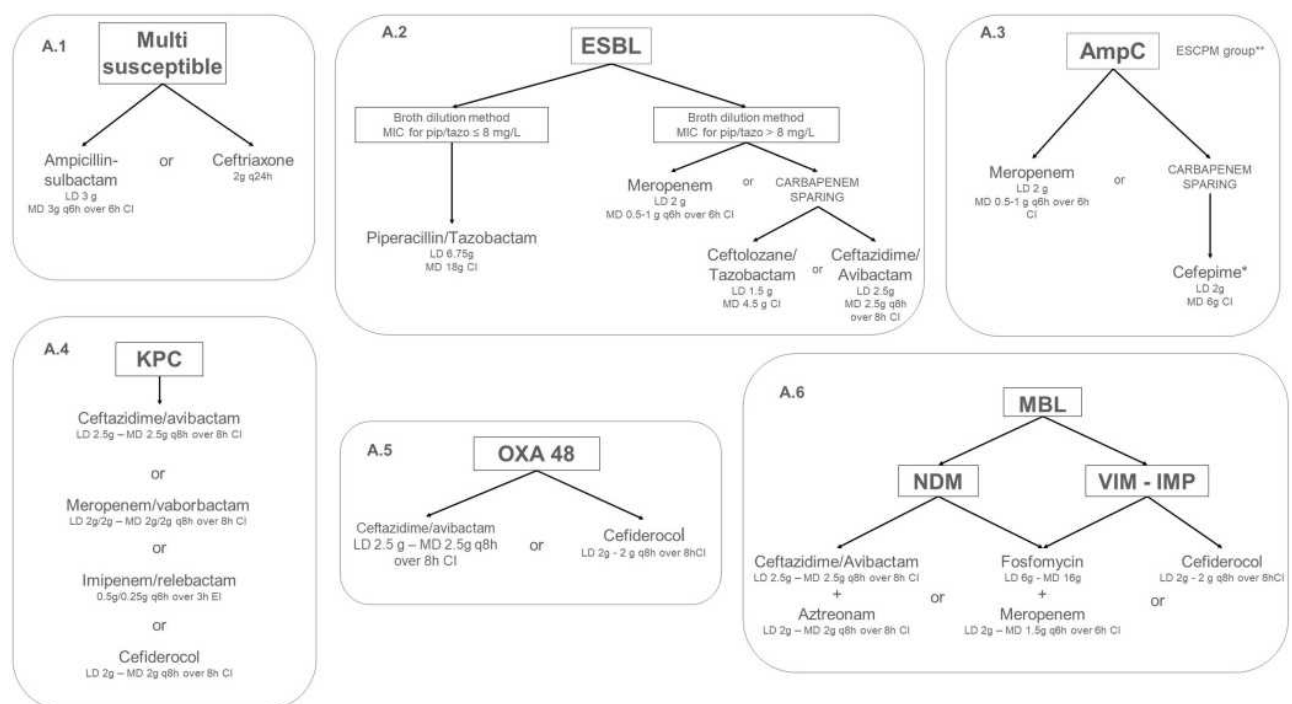 A.1
Multi
susceptible
Ampicillin-
sulbactam
LD 3 g
MD 3g q6h over 6h CI
or
Ceftriaxone
2g q24h
A.2
ESBL
Broth dilution method
MIC for pip/tazo ≤ 8 mg/L
Broth dilution method
MIC for pip/tazo > 8 mg/L
Piperacillin/Tazobactam
LD 6.75g
MD 18g CI
Meropenem
LD 2 g
MD 0.5-1 g q6h over 6h CI
or
CARBAPENEM
SPARING
Ceftolozane/
Tazobactam
LD 1.5 g
MD 4.5 g CI
or
Ceftazidime/
Avibactam
LD 2.5g
MD 2.5g q8h
over 8h CI
A.3
AmpC
ESCPM group**
Meropenem
LD 2 g
MD 0.5-1 g q6h over 6h
CI
or
CARBAPENEM
SPARING
Cefepime*
LD 2g
MD 6g CI
A.4
KPC
Ceftazidime/avibactam
LD 2.5g – MD 2.5g q8h over 8h CI
or
Meropenem/vaborbactam
LD 2g/2g – MD 2g/2g q8h over 8h CI
or
Imipenem/relebactam
0.5g/0.25g q6h over 3h EI
or
Cefiderocol
LD 2g – MD 2g q8h over 8h CI
A.5
OXA 48
Ceftazidime/avibactam
LD 2.5 g – MD 2.5g q8h
over 8h CI
or
Cefiderocol
LD 2g - 2 g q8h over 8hCI
A.6
MBL
NDM
VIM - IMP
Ceftazidime/Avibactam
LD 2.5g – MD 2.5g q8h over 8h CI
+
Aztreonam
LD 2g – MD 2g q8h over 8h CI
or
Fosfomycin
LD 6g - MD 16g
+
Meropenem
LD 2g – MD 1.5g q6h over 6h CI
or
Cefiderocol
LD 2g - 2 g q8h over 8hCI